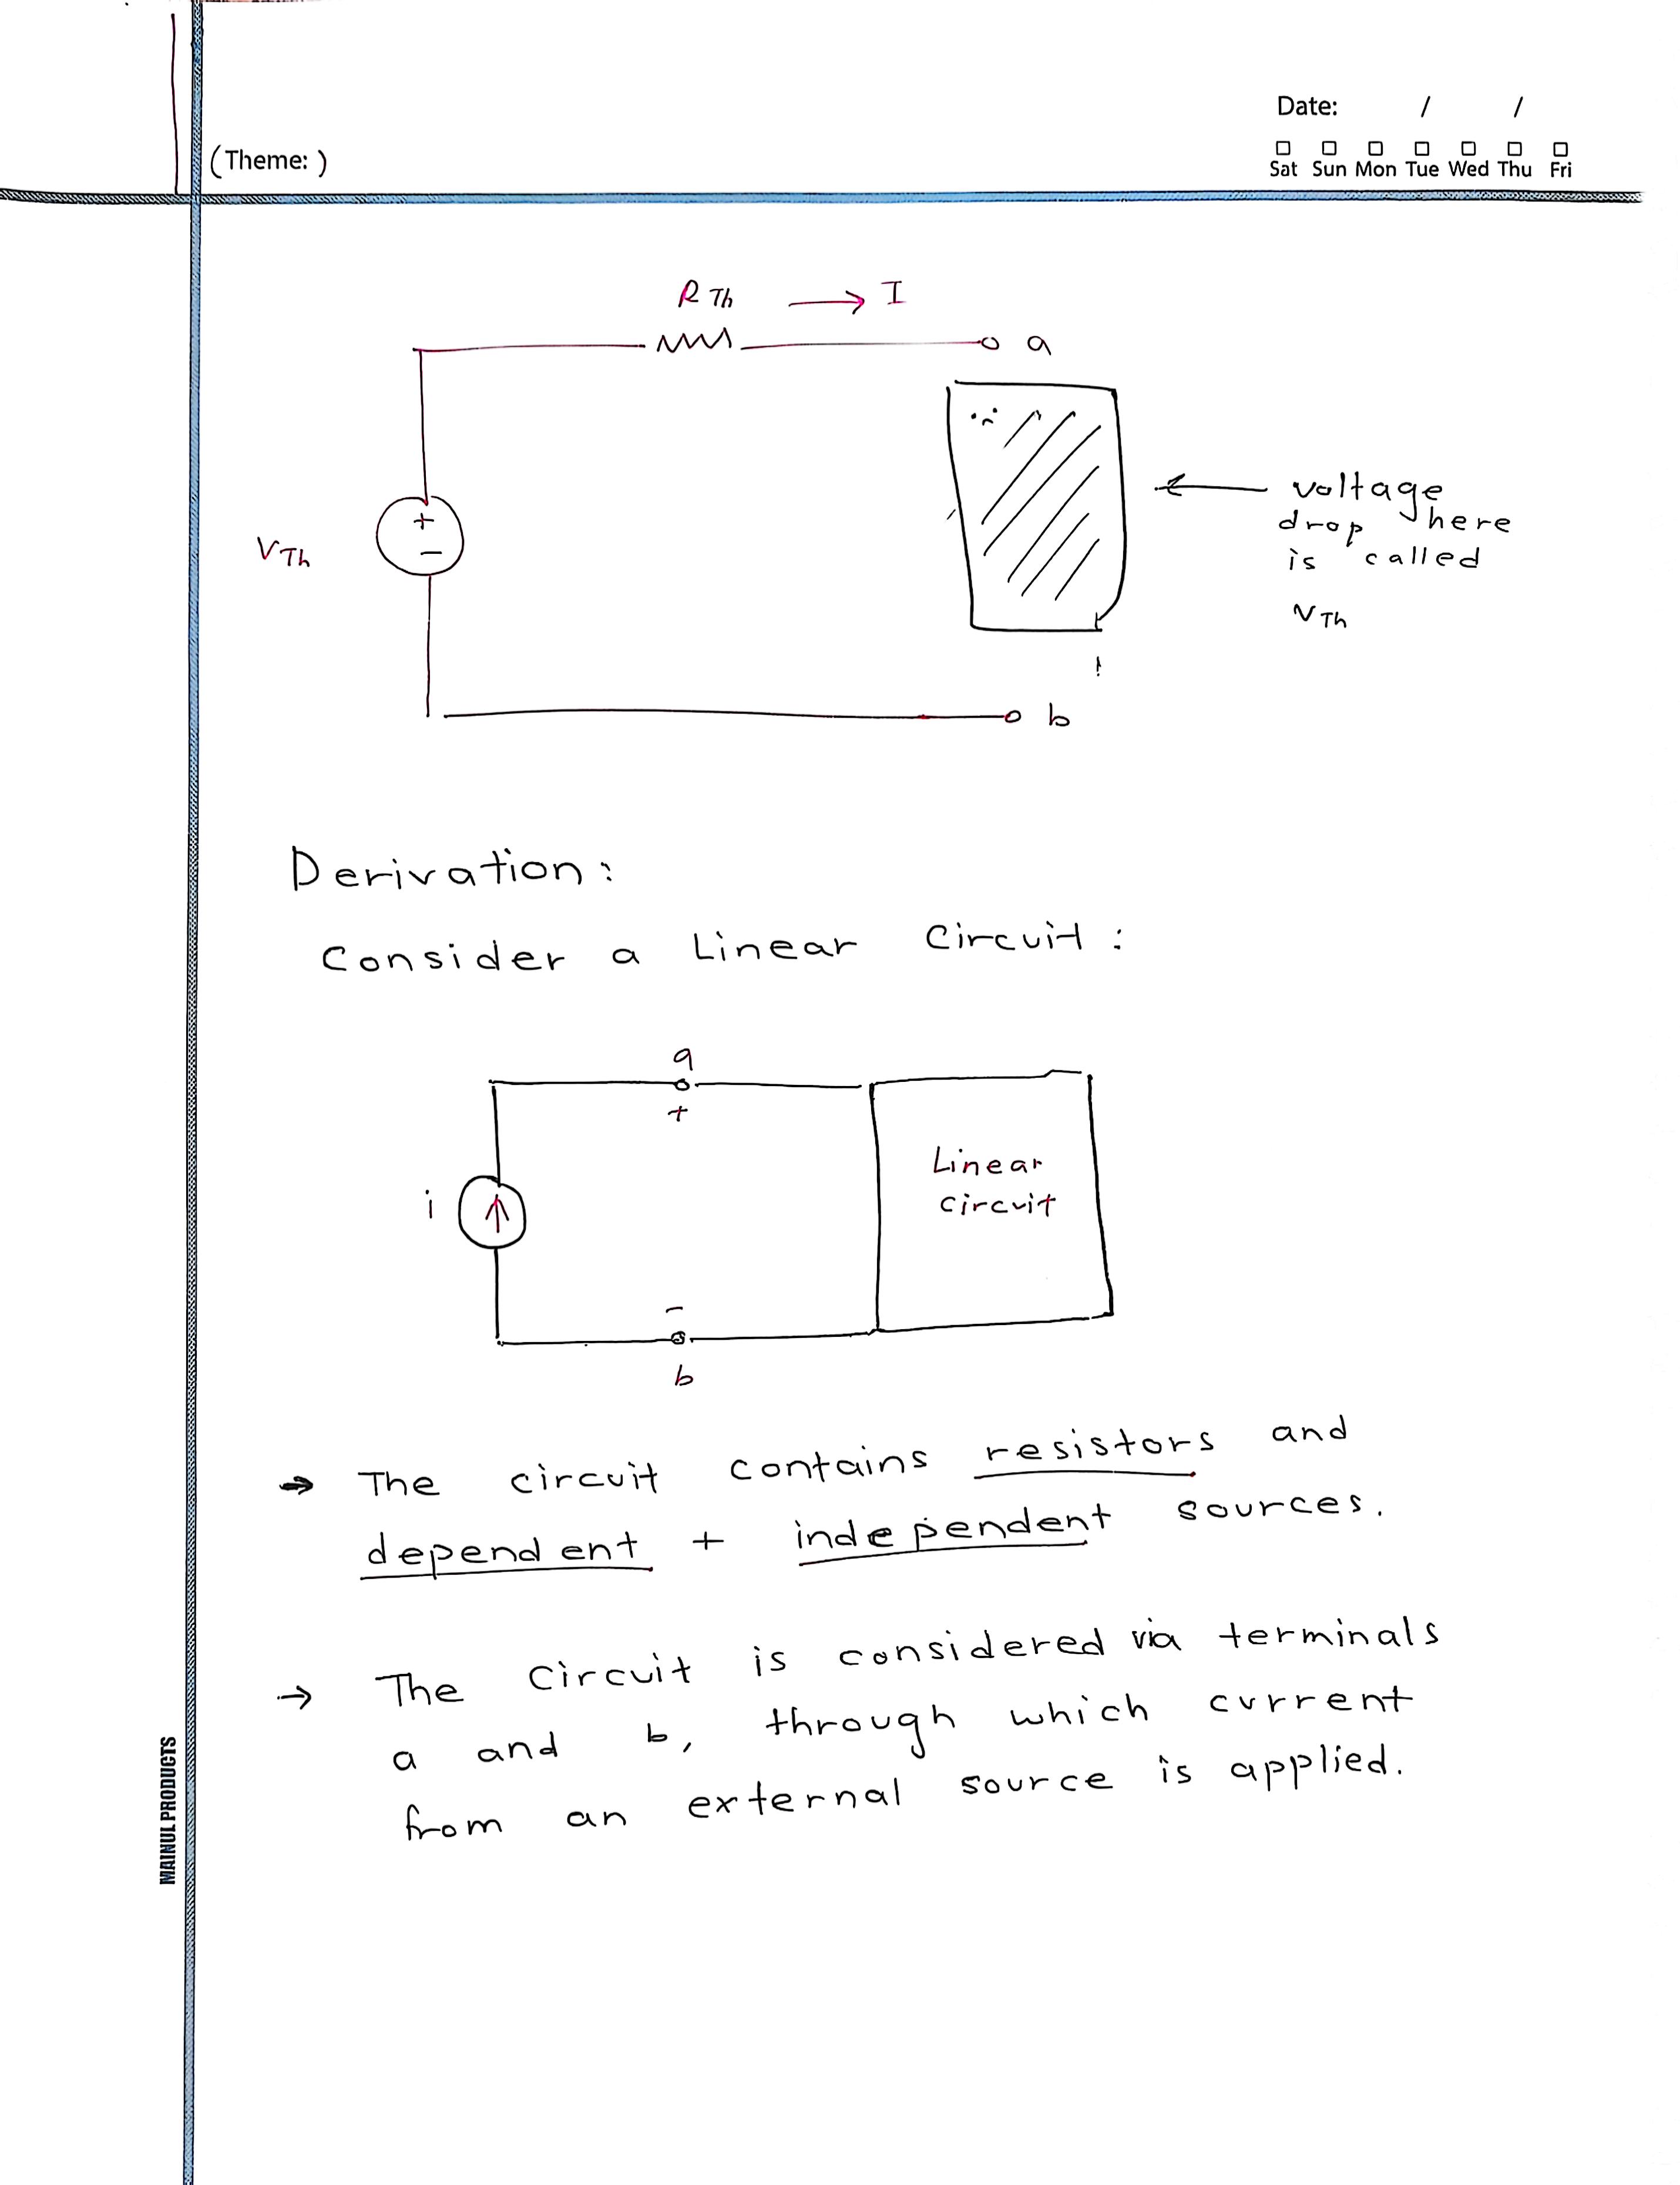 Date: / /
Sat Sun Mon Tue Wed Thu Fri
(Theme: )
R Th → I
a
voltage
drop here
is called
V Th
V Th
+
−
b
Derivation:
Consider a Linear Circuit:
a
+
Linear
circuit
i
−
b
→ The circuit contains resistors and
dependent + independent sources.
→ The Circuit is considered via terminals
a and b, through which current
from an external source is applied.
MAINUL PRODUCTS